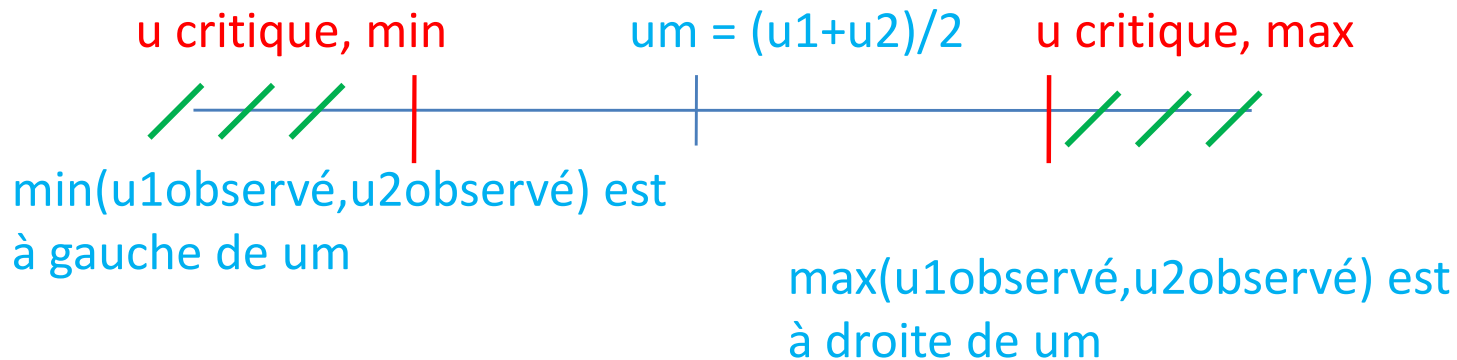 u critique, min
um = (u1+u2)/2
u critique, max
min(u1observé,u2observé) est
à gauche de um
max(u1observé,u2observé) est
à droite de um